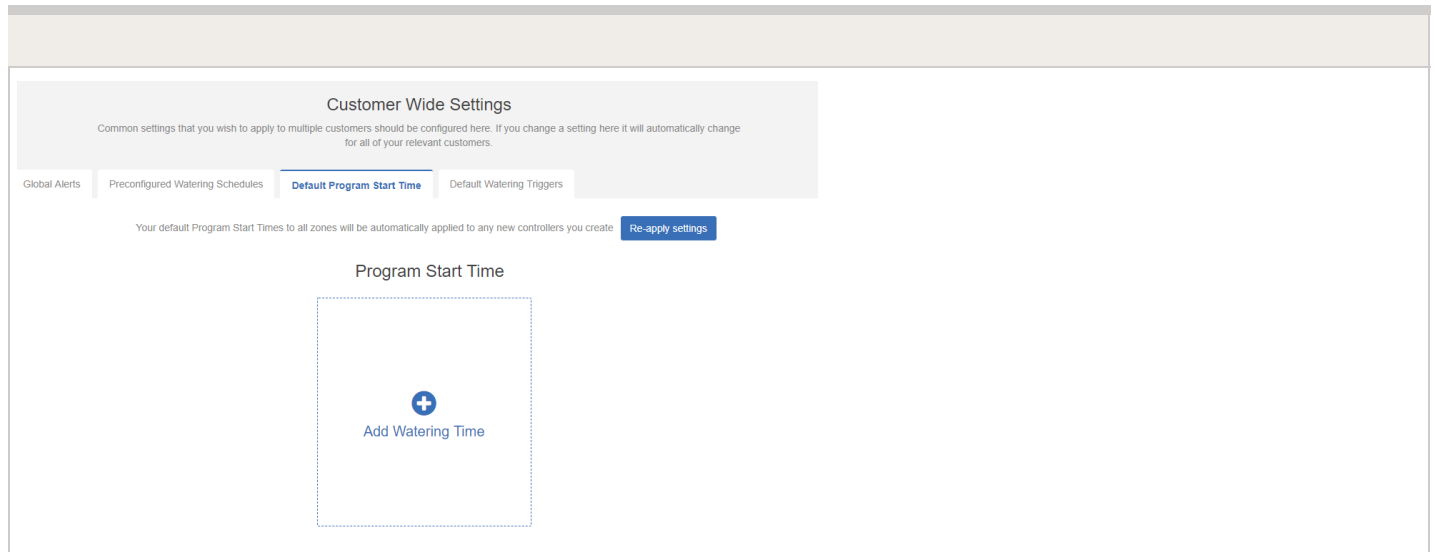 Customer Wide Settings
Common settings that you wish to apply to multiple customers should be configured here. If you change a setting here it will automatically change
for all of your relevant customers.
Global Alerts Preconfigured Watering Schedules Default Program Start Time Default Watering Triggers
Your default Program Start Times to all zones will be automatically applied to any new controllers you create Re-apply settings
Program Start Time
Add Watering Time